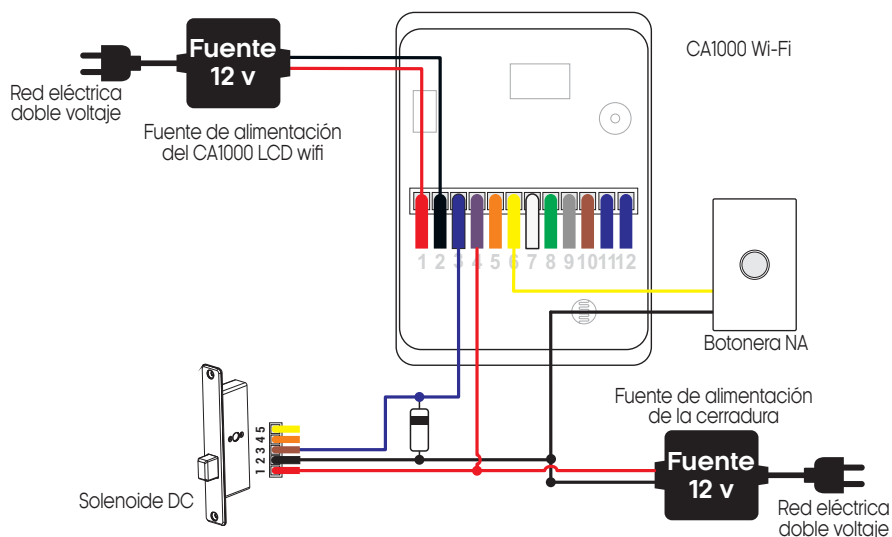 Fuente
12 v
CA1000 Wi-Fi
Red eléctrica
doble voltaje
Fuente de alimentación
del CA1000 LCD wifi
1 2 3 4 5 6 7 8 9 10 11 12
Botonera NA
Fuente de alimentación
de la cerradura
1 2 3 4 5
Fuente
12 v
Solenoide DC
Red eléctrica
doble voltaje